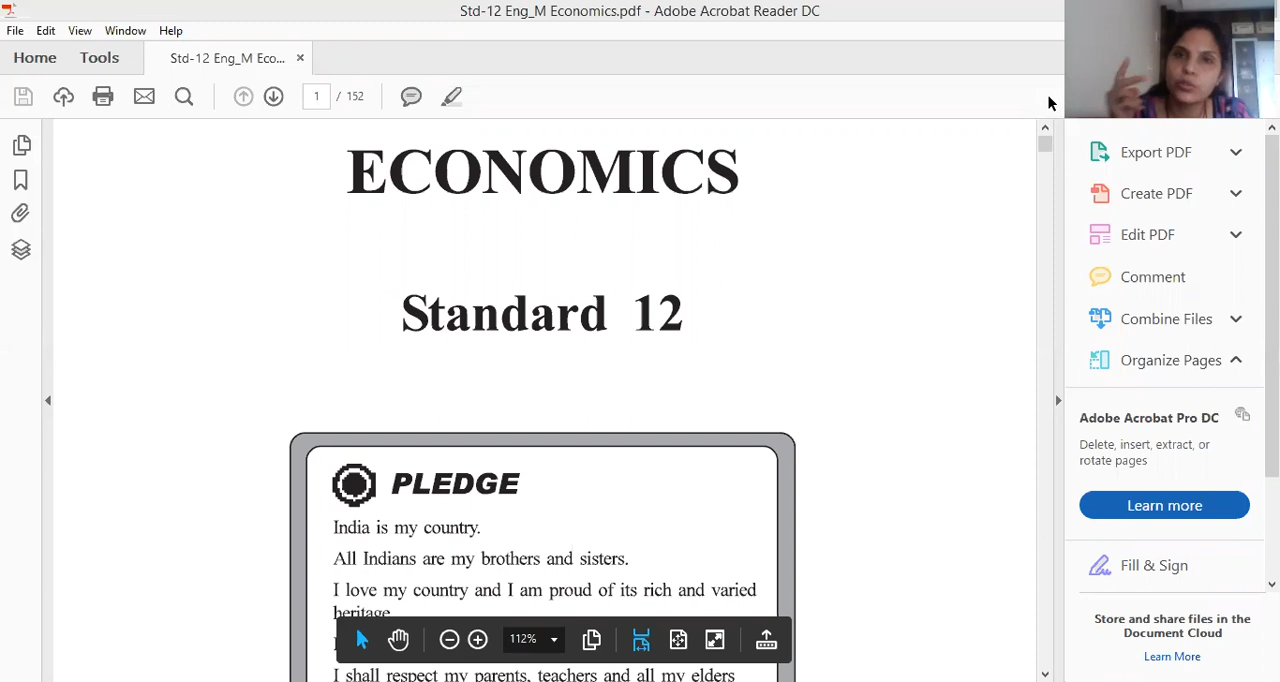 Std-12 Eng_M Economics.pdf - Adobe Acrobat Reader DC
File Edit View Window Help
Home Tools Std-12 Eng_M Eco... ×
1 / 152
ECONOMICS
Standard 12
PLEDGE
India is my country.
All Indians are my brothers and sisters.
I love my country and I am proud of its rich and varied
heritage.
112%
I shall respect my parents, teachers and all my elders
Export PDF
Create PDF
Edit PDF
Comment
Combine Files
Organize Pages
Adobe Acrobat Pro DC
Delete, insert, extract, or
rotate pages
Learn more
Fill & Sign
Store and share files in the
Document Cloud
Learn More